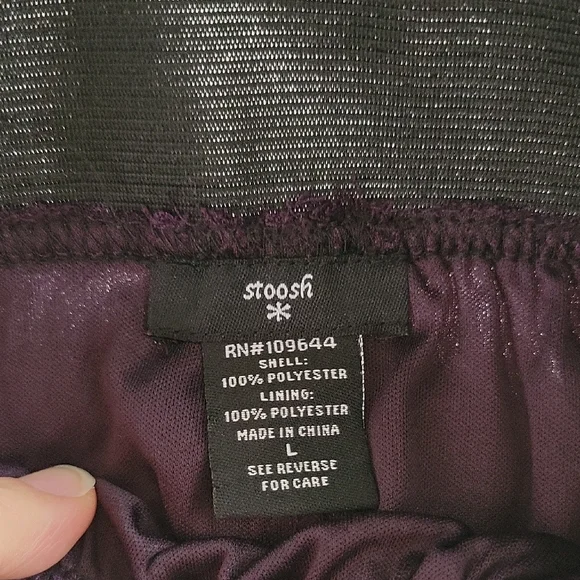 stoosh
*
RN#109644
SHELL:
100% POLYESTER
LINING:
100% POLYESTER
MADE IN CHINA
L
SEE REVERSE
FOR CARE